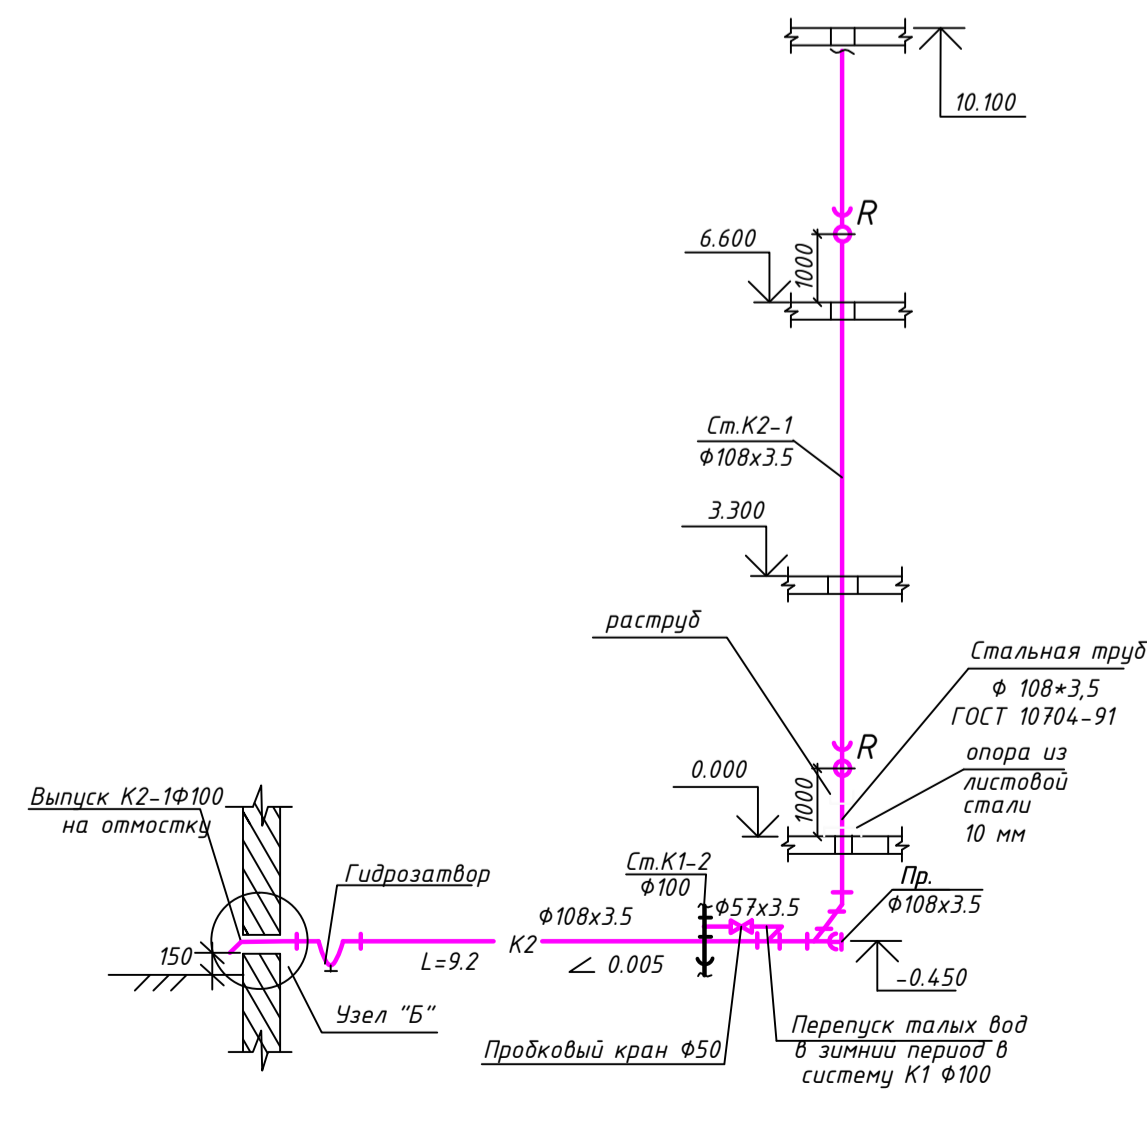 10.100
R
6.600
1000
Ст.К2-1
Ф108х3.5
3.300
раструб
Стальная труб
Ф 108*3,5
ГОСТ 10704-91
R
опора из
листовой
стали
10 мм
0.000
1000
Выпуск К2-1Ф100
на отмостку
Гидрозатвор
Ст.К1-2
Ф100
Пр.
Ф108х3.5
Ф57х3.5
Ф108х3.5
К2
L=9.2
0.005
150
-0.450
Узел "Б"
Пробковый кран Ф50
Перепуск талых вод
в зимний период в
систему К1 Ф100